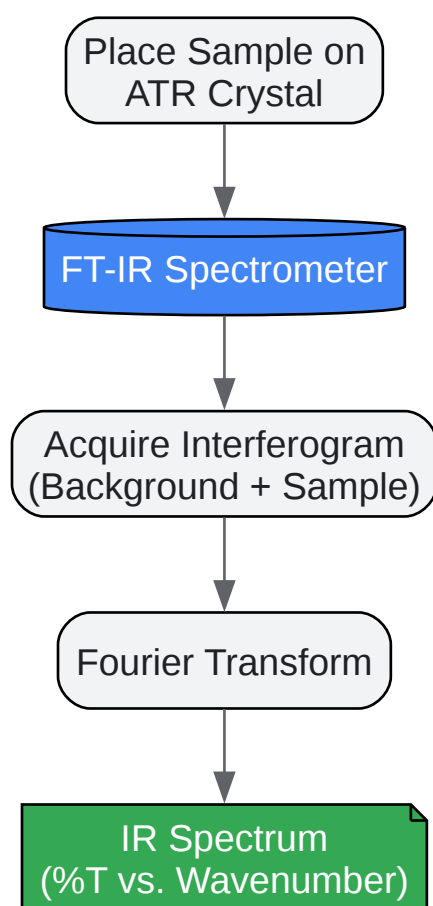 Place Sample on
ATR Crystal
FT-IR Spectrometer
Acquire Interferogram
(Background + Sample)
Fourier Transform
IR Spectrum
(%T vs. Wavenumber)